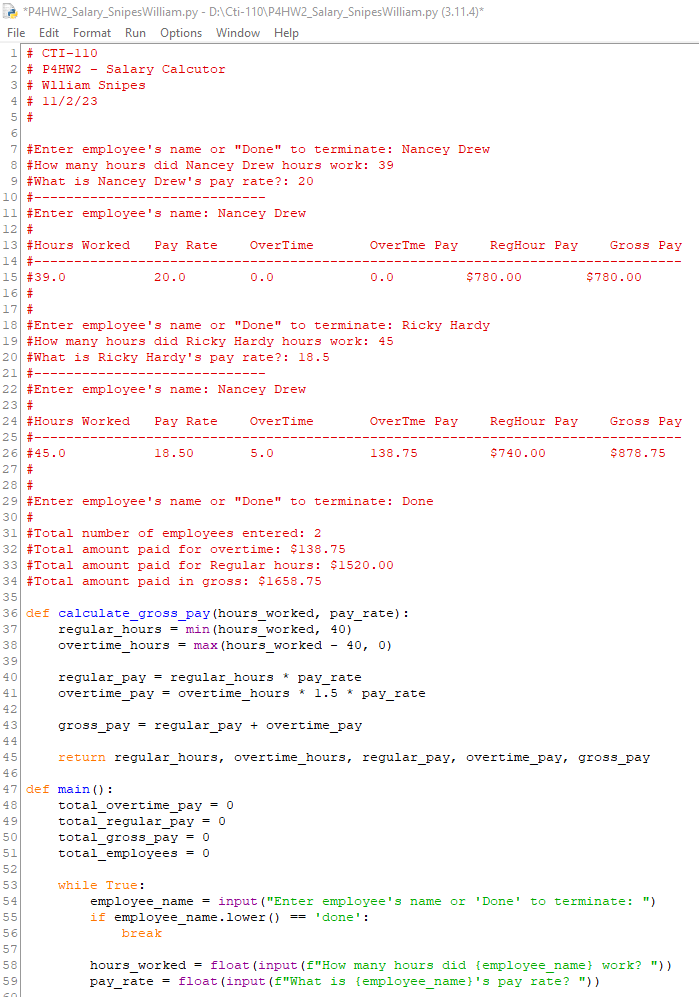 *P4HW2_Salary_SnipesWilliam.py - D:\Cti-110\P4HW2_Salary_SnipesWilliam.py (3.11.4)*
File Edit Format Run Options Window Help
1 # CTI-110
2 # P4HW2 - Salary Calcutor
3 # Wlliam Snipes
4 # 11/2/23
5 #
6
7 #Enter employee's name or "Done" to terminate: Nancey Drew
8 #How many hours did Nancey Drew hours work: 39
9 #What is Nancey Drew's pay rate?: 20
10 #-----------------------------
11 #Enter employee's name: Nancey Drew
12 #
13 #Hours Worked   Pay Rate    OverTime       OverTme Pay    RegHour Pay    Gross Pay
14 #---------------------------------------------------------------------------------
15 #39.0           20.0        0.0            0.0         $780.00        $780.00
16 #
17 #
18 #Enter employee's name or "Done" to terminate: Ricky Hardy
19 #How many hours did Ricky Hardy hours work: 45
20 #What is Ricky Hardy's pay rate?: 18.5
21 #-----------------------------
22 #Enter employee's name: Nancey Drew
23 #
24 #Hours Worked   Pay Rate    OverTime       OverTme Pay    RegHour Pay    Gross Pay
25 #---------------------------------------------------------------------------------
26 #45.0           18.50       5.0            138.75         $740.00        $878.75
27 #
28 #
29 #Enter employee's name or "Done" to terminate: Done
30 #
31 #Total number of employees entered: 2
32 #Total amount paid for overtime: $138.75
33 #Total amount paid for Regular hours: $1520.00
34 #Total amount paid in gross: $1658.75
35
36 def calculate_gross_pay(hours_worked, pay_rate):
37     regular_hours = min(hours_worked, 40)
38     overtime_hours = max(hours_worked - 40, 0)
39
40     regular_pay = regular_hours * pay_rate
41     overtime_pay = overtime_hours * 1.5 * pay_rate
42
43     gross_pay = regular_pay + overtime_pay
44
45     return regular_hours, overtime_hours, regular_pay, overtime_pay, gross_pay
46
47 def main():
48     total_overtime_pay = 0
49     total_regular_pay = 0
50     total_gross_pay = 0
51     total_employees = 0
52
53     while True:
54         employee_name = input("Enter employee's name or 'Done' to terminate: ")
55         if employee_name.lower() == 'done':
56             break
57
58         hours_worked = float(input(f"How many hours did {employee_name} work? "))
59         pay_rate = float(input(f"What is {employee_name}'s pay rate? "))